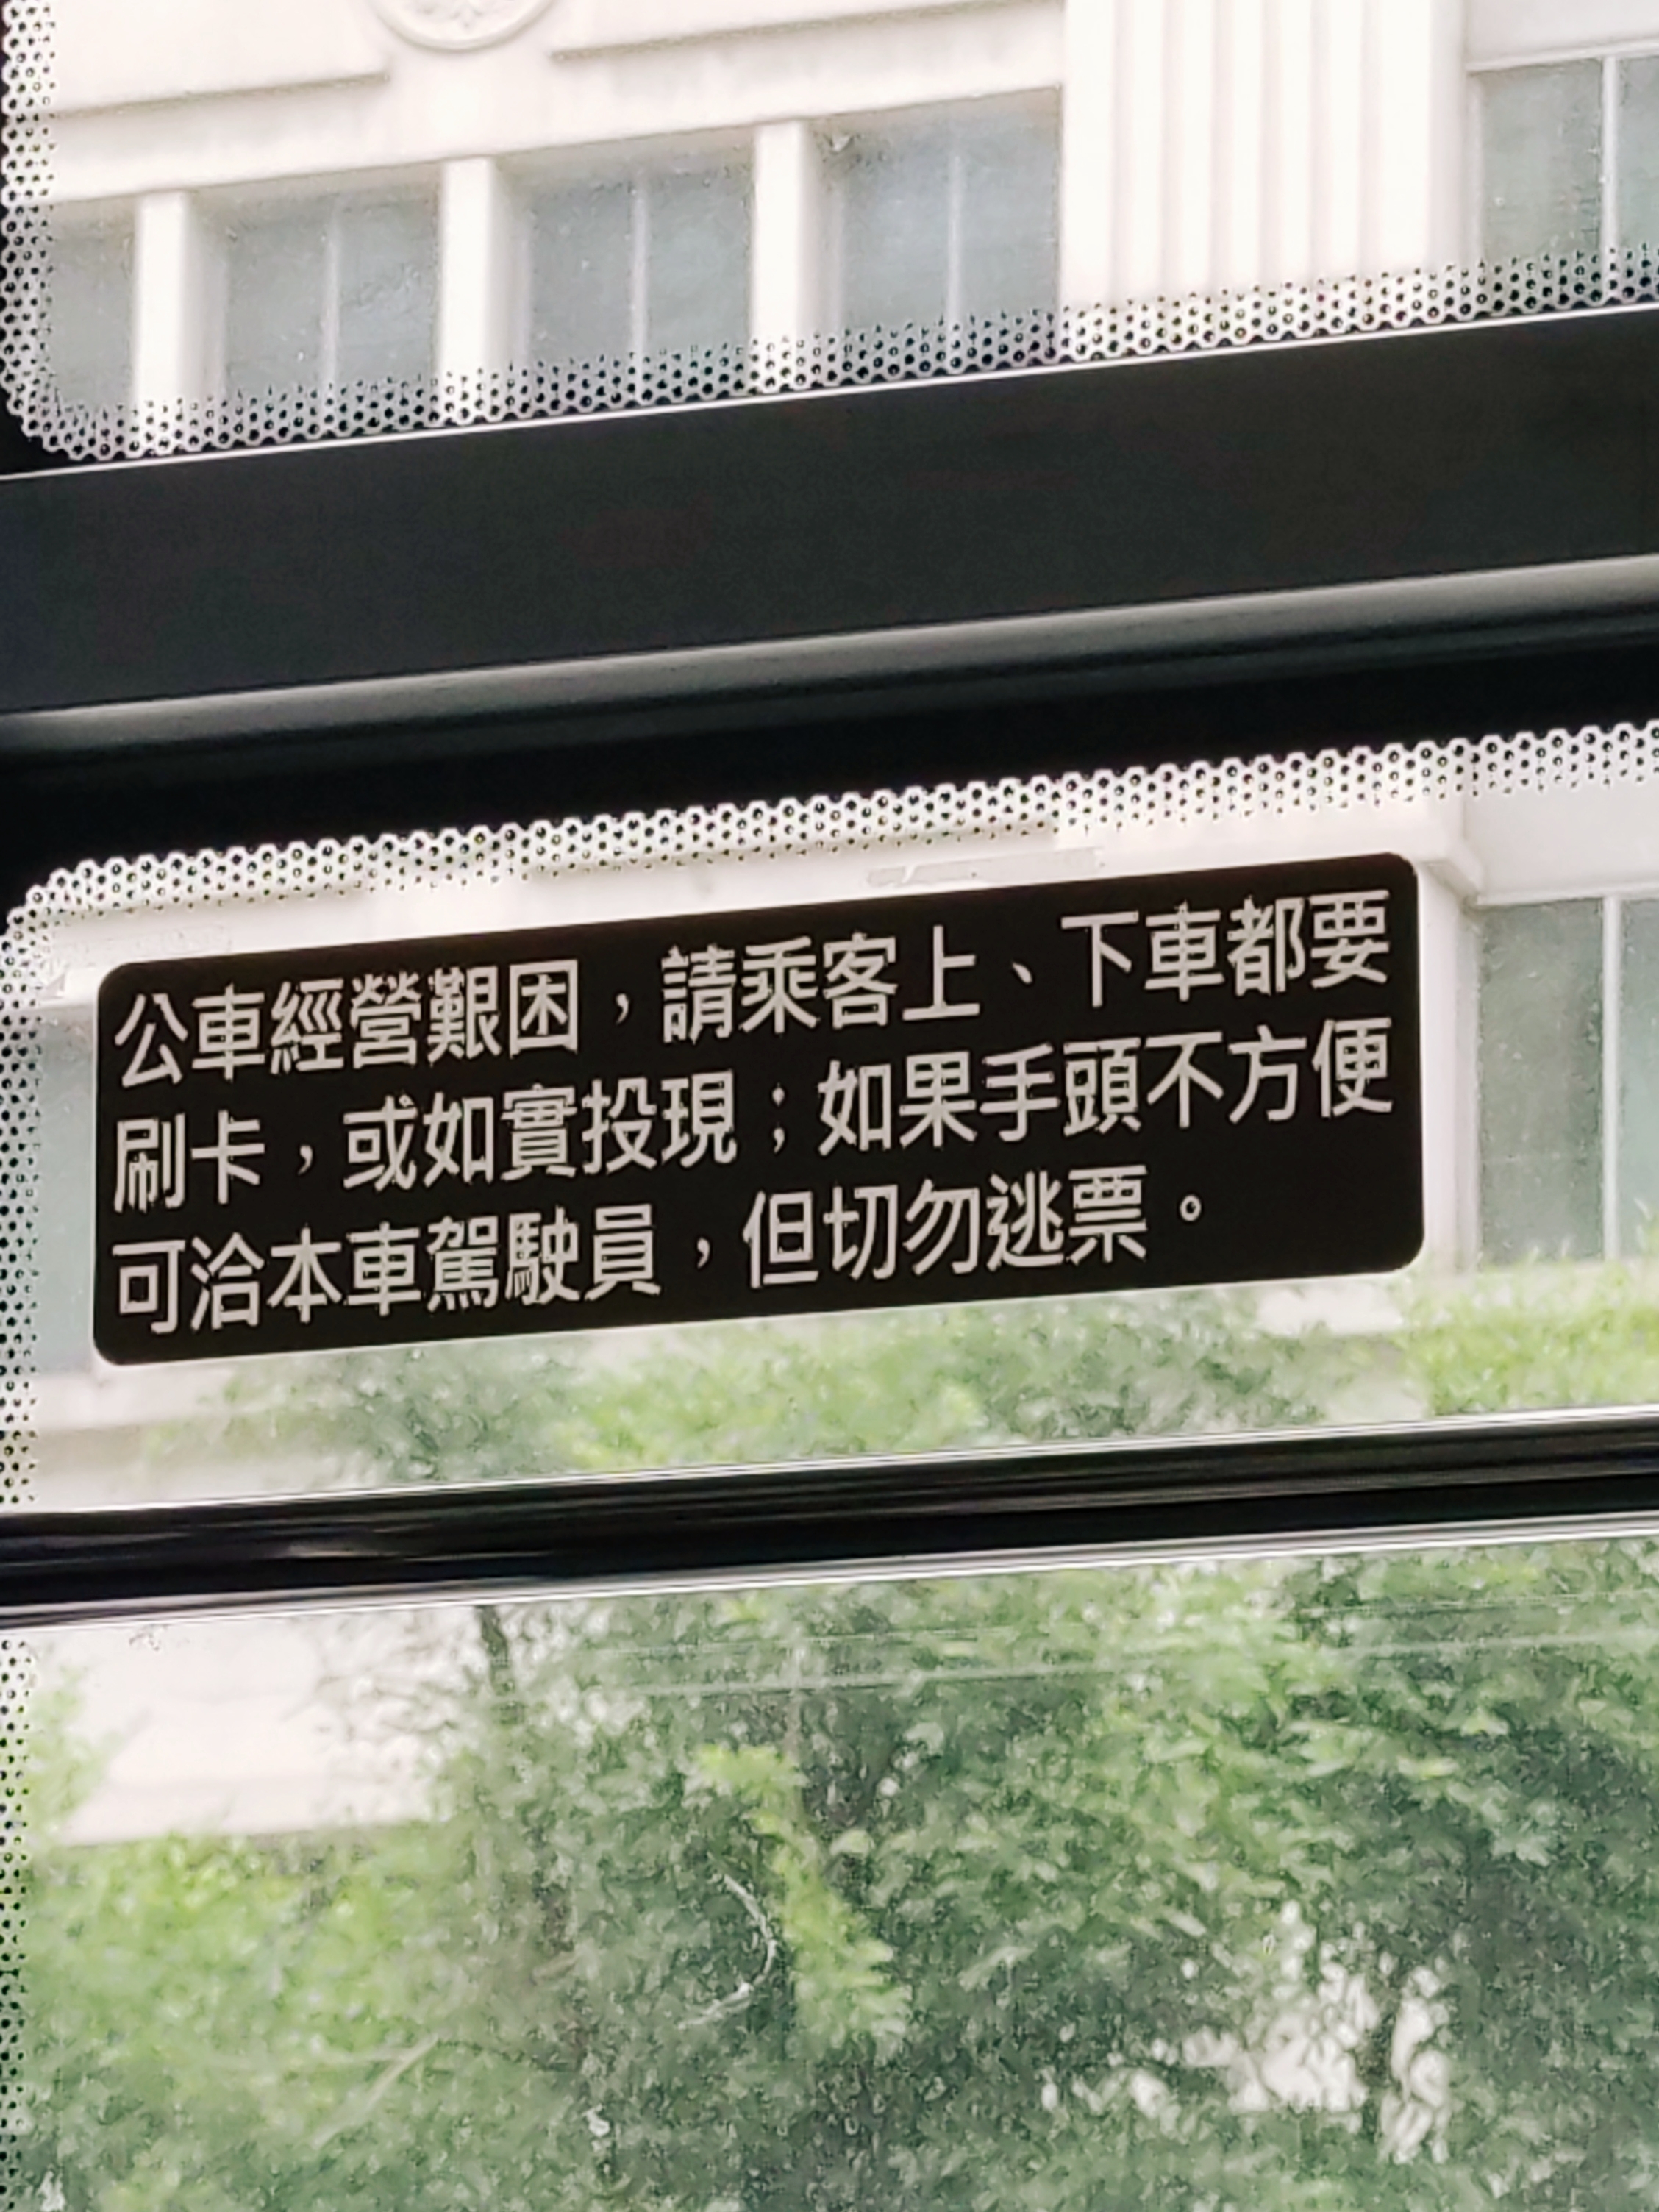 公車經營艱困，請乘客上、下車都要
刷卡，或如實投現；如果手頭不方便
可洽本車駕駛員，但切勿逃票。